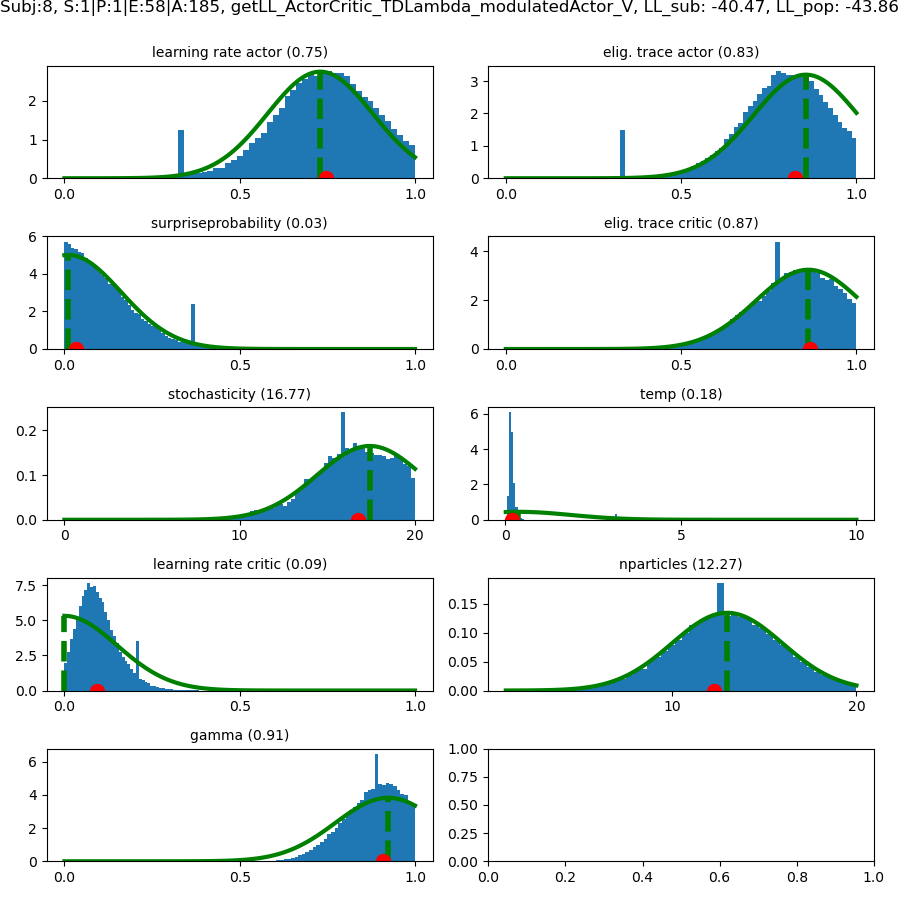 Subj:8, S:1|P:1|E:58|A:185, getLL_ActorCritic_TDLambda_modulatedActor_V, LL_sub: -40.47, LL_pop: -43.86
learning rate actor (0.75)
2
1
0
0.0 0.5 1.0
elig. trace actor (0.83)
3
2
1
0
0.0 0.5 1.0
surpriseprobability (0.03)
6
4
2
0
0.0 0.5 1.0
elig. trace critic (0.87)
4
2
0
0.0 0.5 1.0
stochasticity (16.77)
0.2
0.1
0.0
0 10 20
temp (0.18)
6
4
2
0
0 5 10
learning rate critic (0.09)
7.5
5.0
2.5
0.0
0.0 0.5 1.0
nparticles (12.27)
0.15
0.10
0.05
0.00
10 20
gamma (0.91)
6
4
2
0
0.0 0.5 1.0
1.00
0.75
0.50
0.25
0.00
0.0 0.2 0.4 0.6 0.8 1.0